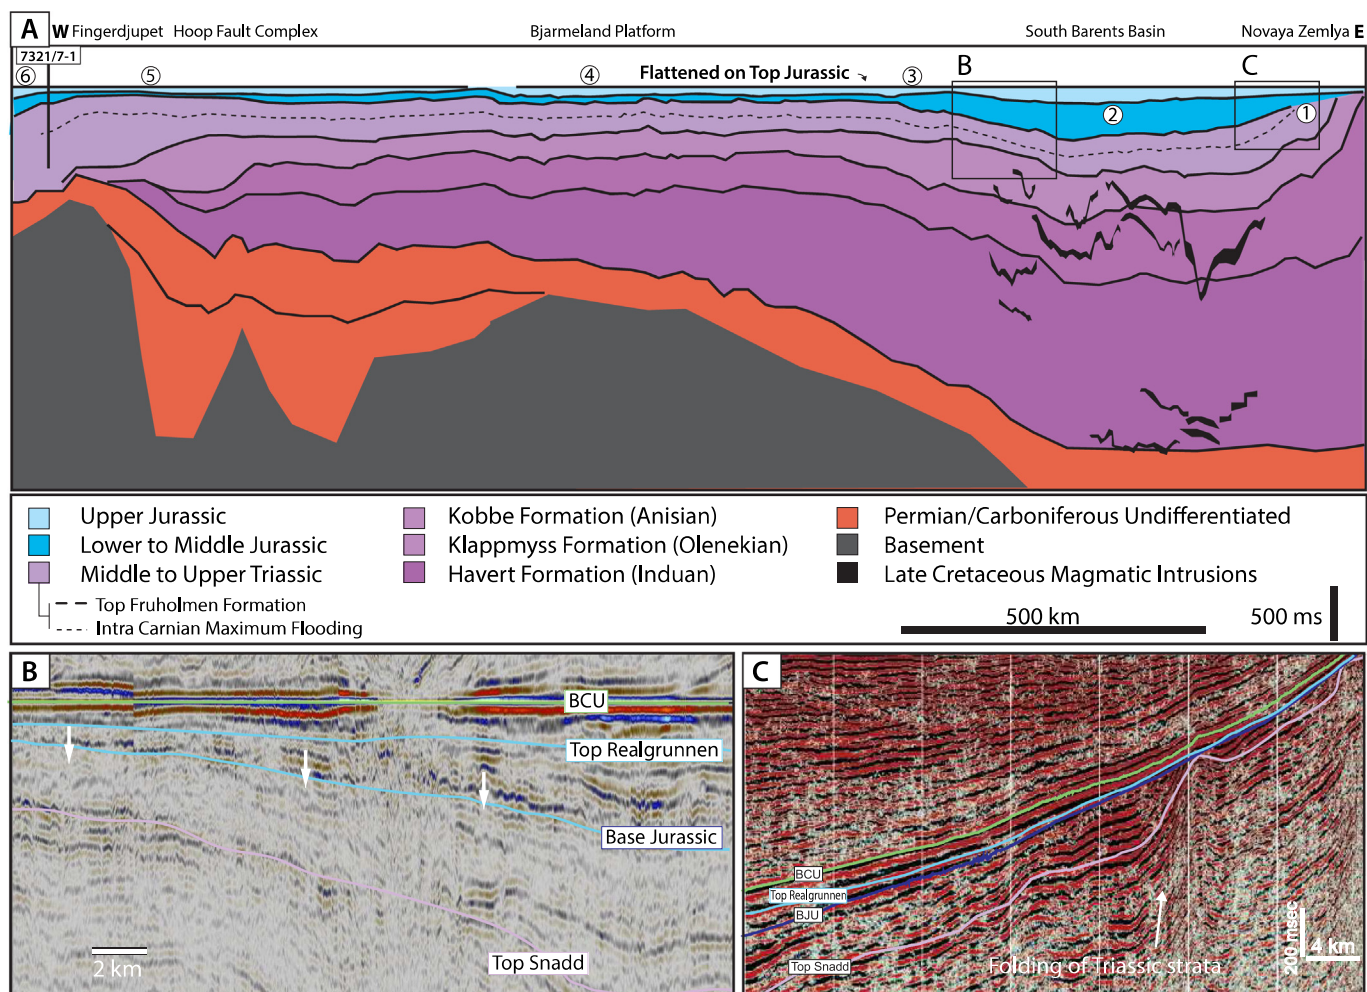 A W Fingerdjupet Hoop Fault Complex Bjarmeland Platform South Barents Basin Novaya Zemlya E
7321/7-1
6 5 4 Flattened on Top Jurassic 3 B C
2 1
Upper Jurassic
Lower to Middle Jurassic
Middle to Upper Triassic
Top Fruholmen Formation
Intra Carnian Maximum Flooding
Kobbe Formation (Anisian)
Klappmyss Formation (Olenekian)
Havert Formation (Induan)
Permian/Carboniferous Undifferentiated
Basement
Late Cretaceous Magmatic Intrusions
500 km
500 ms
B
BCU
Top Realgrunnen
Base Jurassic
Top Snadd
2 km
C
BCU
Top Realgrunnen
BJU
Top Snadd
Folding of Triassic strata
200 msec
4 km